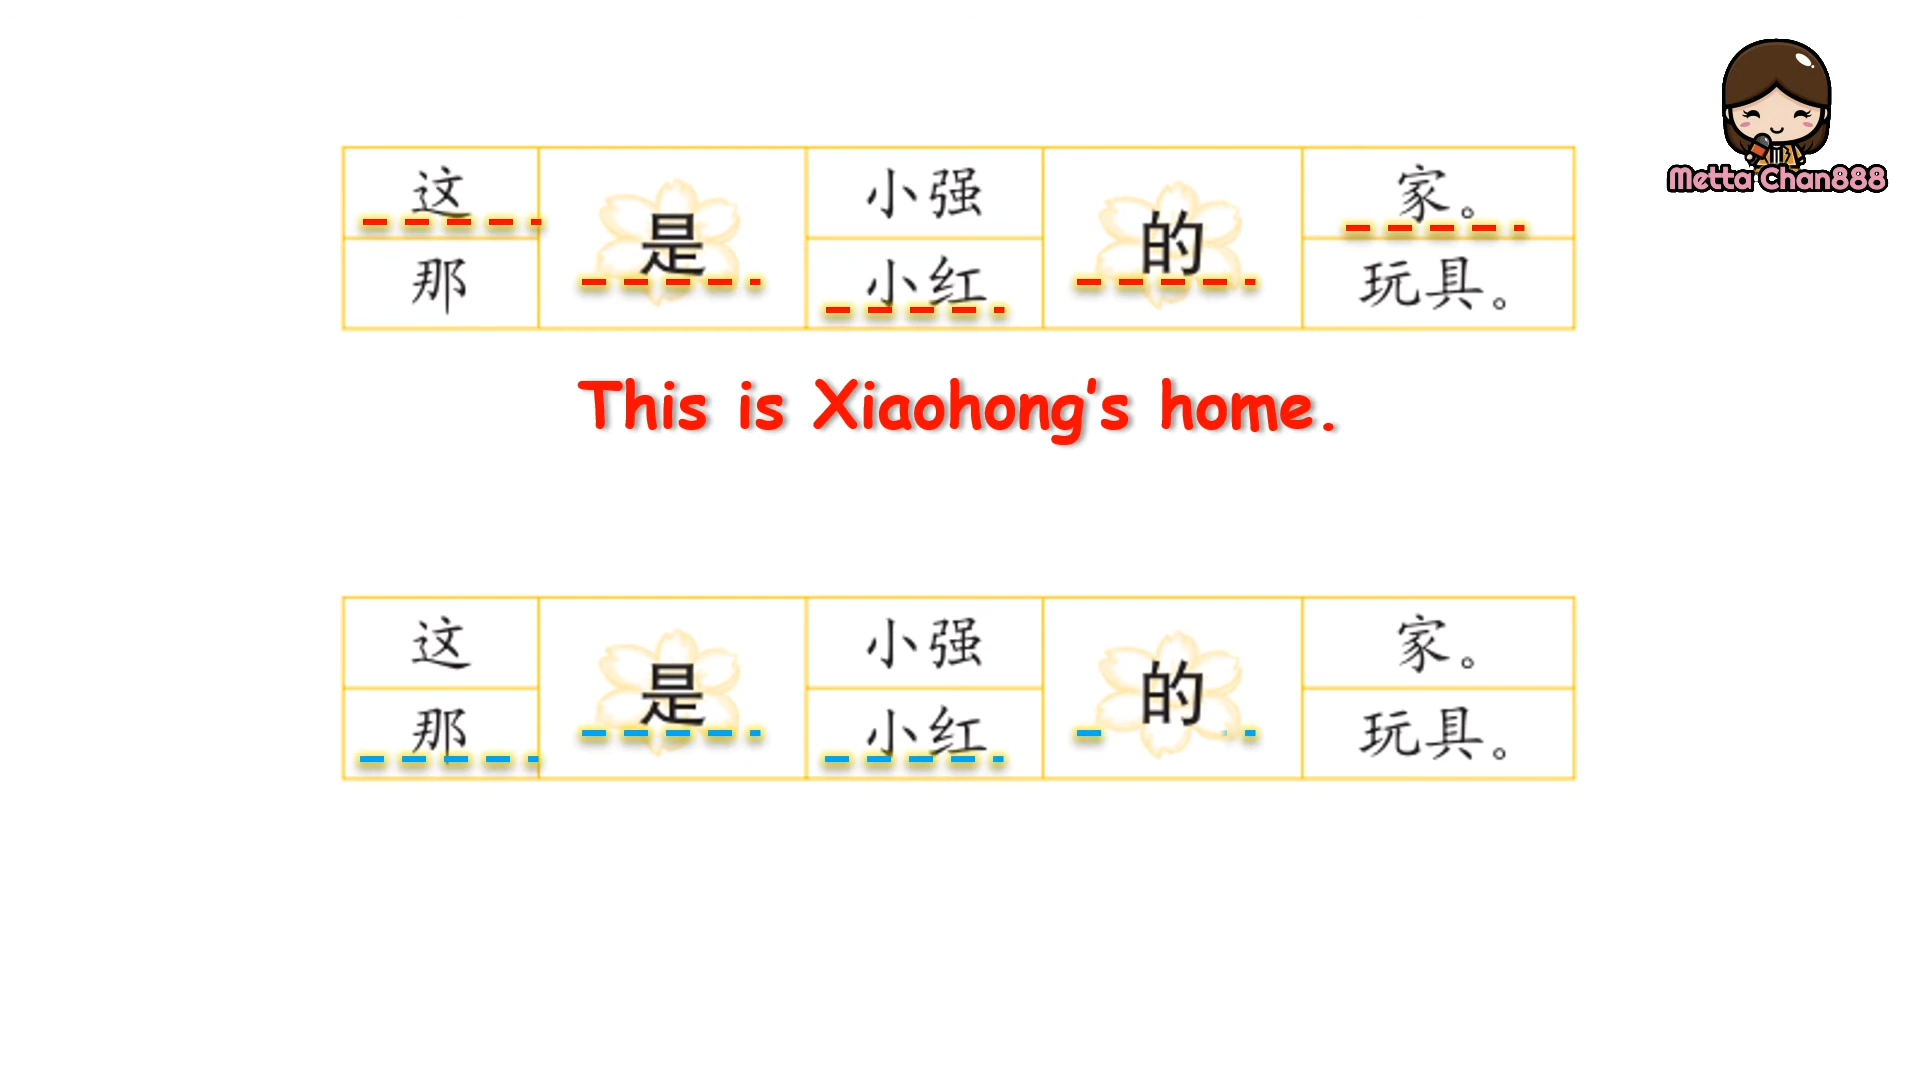 Metta Chan888
这 是 小强 的 家。
那 小红 玩具。
This is Xiaohong's home.
这 是 小强 的 家。
那 小红 玩具。